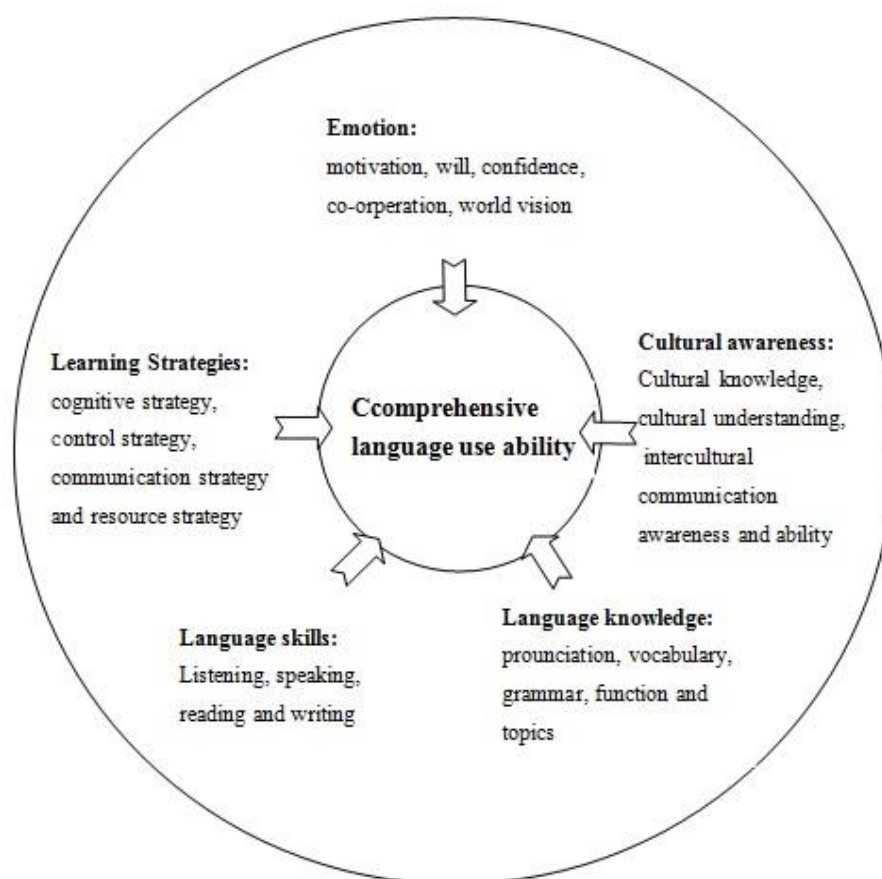 Emotion:
motivation, will, confidence,
co-orperation, world vision
Learning Strategies:
cognitive strategy,
control strategy,
communication strategy
and resource strategy
Ccomprehensive
language use ability
Cultural awareness:
Cultural knowledge,
cultural understanding,
intercultural
communication
awareness and ability
Language skills:
Listening, speaking,
reading and writing
Language knowledge:
prounciation, vocabulary,
grammar, function and
topics